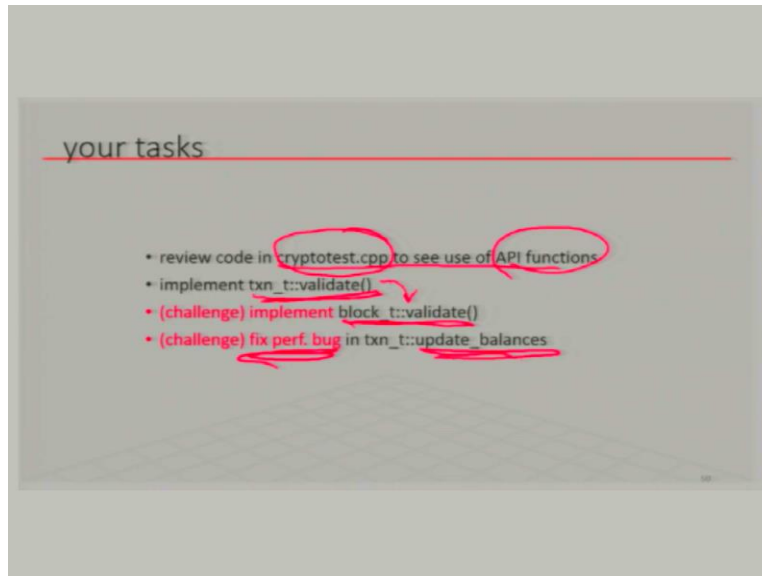 your tasks
• review code in cryptotest.cpp to see use of API functions
• implement txn_t::validate()
• (challenge) implement block_t::validate()
• (challenge) fix perf. bug in txn_t::update_balances